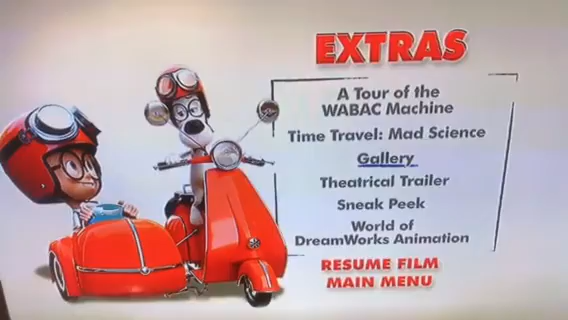 EXTRAS
A Tour of the
WABAC Machine
Time Travel: Mad Science
Gallery
Theatrical Trailer
Sneak Peek
World of
DreamWorks Animation
RESUME FILM
MAIN MENU